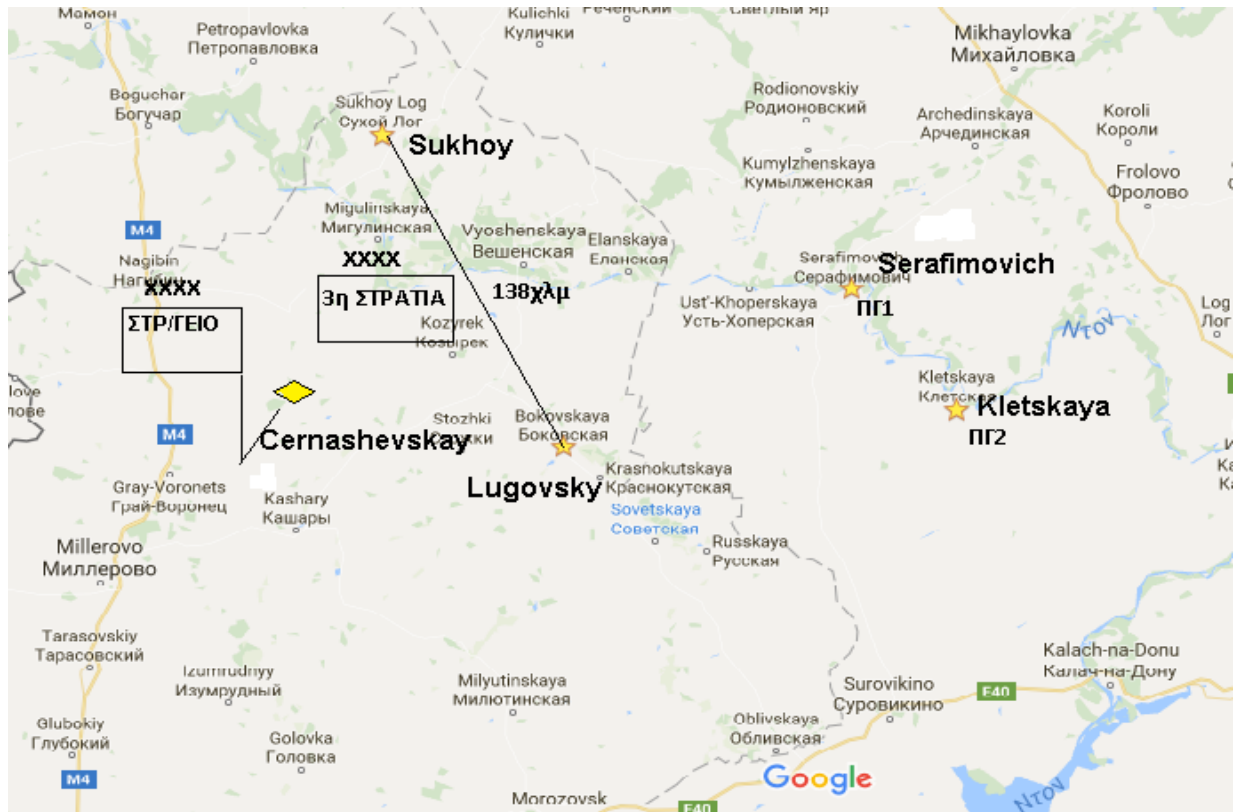 Мамон
Petropavlovka
Петропавловка
Kulichki
Кулички
Mikhaylovka
Михайловка
Boguchar
Богучар
Sukhoy Log
Сухой Лог
Sukhoy
Rodionovskiy
Родионовский
Archedinskaya
Арчединская
Koroli
Короли
Kumylzhenskaya
Кумылженская
Frolovo
Фролово
Migulinskaya
Мигулинская
M4
Vyoshenskaya
Вешенская
Elanskaya
Еланская
Nagibin
Нагибин
XXXX
XXXX
Serafimovich
Серафимович
Serafimovich
ΠΓ1
Ust'-Khoperskaya
Усть-Хоперская
Log
Лог
3η ΣΤΡΑΤΙΑ
138χλμ
ΣΤΡ/ΓΕΙΟ
Kozyrek
Козырек
Ντον
Kletskaya
Клетская
Kletskaya
ΠΓ2
Cernashevskay
Stozhki
Bokovskaya
Боковская
M4
Lugovsky
Krasnokutskaya
Краснокутская
Gray-Voronets
Грай-Воронец
Kashary
Кашары
Sovetskaya
Советская
Russkaya
Русская
Millerovo
Миллерово
Tarasovskiy
Тарасовский
Izumrudnyy
Изумрудный
Milyutinskaya
Милютинская
Kalach-na-Donu
Калач-на-Дону
Surovikino
Суровикино
E40
Glubokiy
Глубокий
Golovka
Головка
Oblivskaya
Обливская
M4
Google
Morozovsk
E40
Ντον